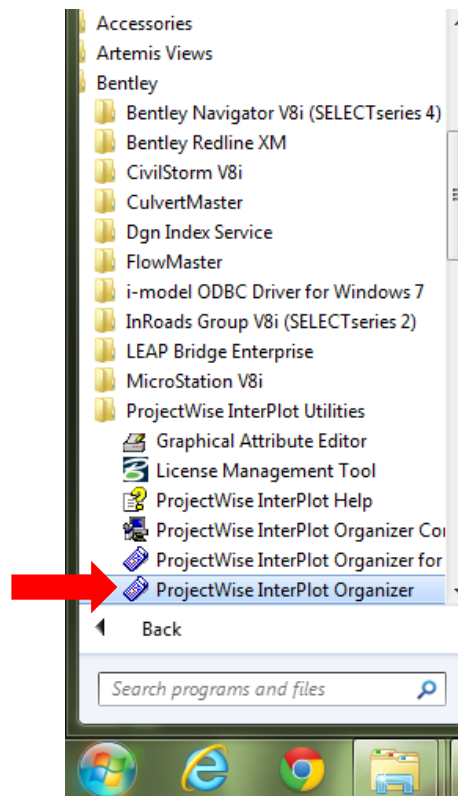 Accessories
Artemis Views
Bentley
Bentley Navigator V8i (SELECTseries 4)
Bentley Redline XM
CivilStorm V8i
CulvertMaster
Dgn Index Service
FlowMaster
i-model ODBC Driver for Windows 7
InRoads Group V8i (SELECTseries 2)
LEAP Bridge Enterprise
MicroStation V8i
ProjectWise InterPlot Utilities
Graphical Attribute Editor
License Management Tool
ProjectWise InterPlot Help
ProjectWise InterPlot Organizer
ProjectWise InterPlot Organizer for
ProjectWise InterPlot Organizer
Back
Search programs and files